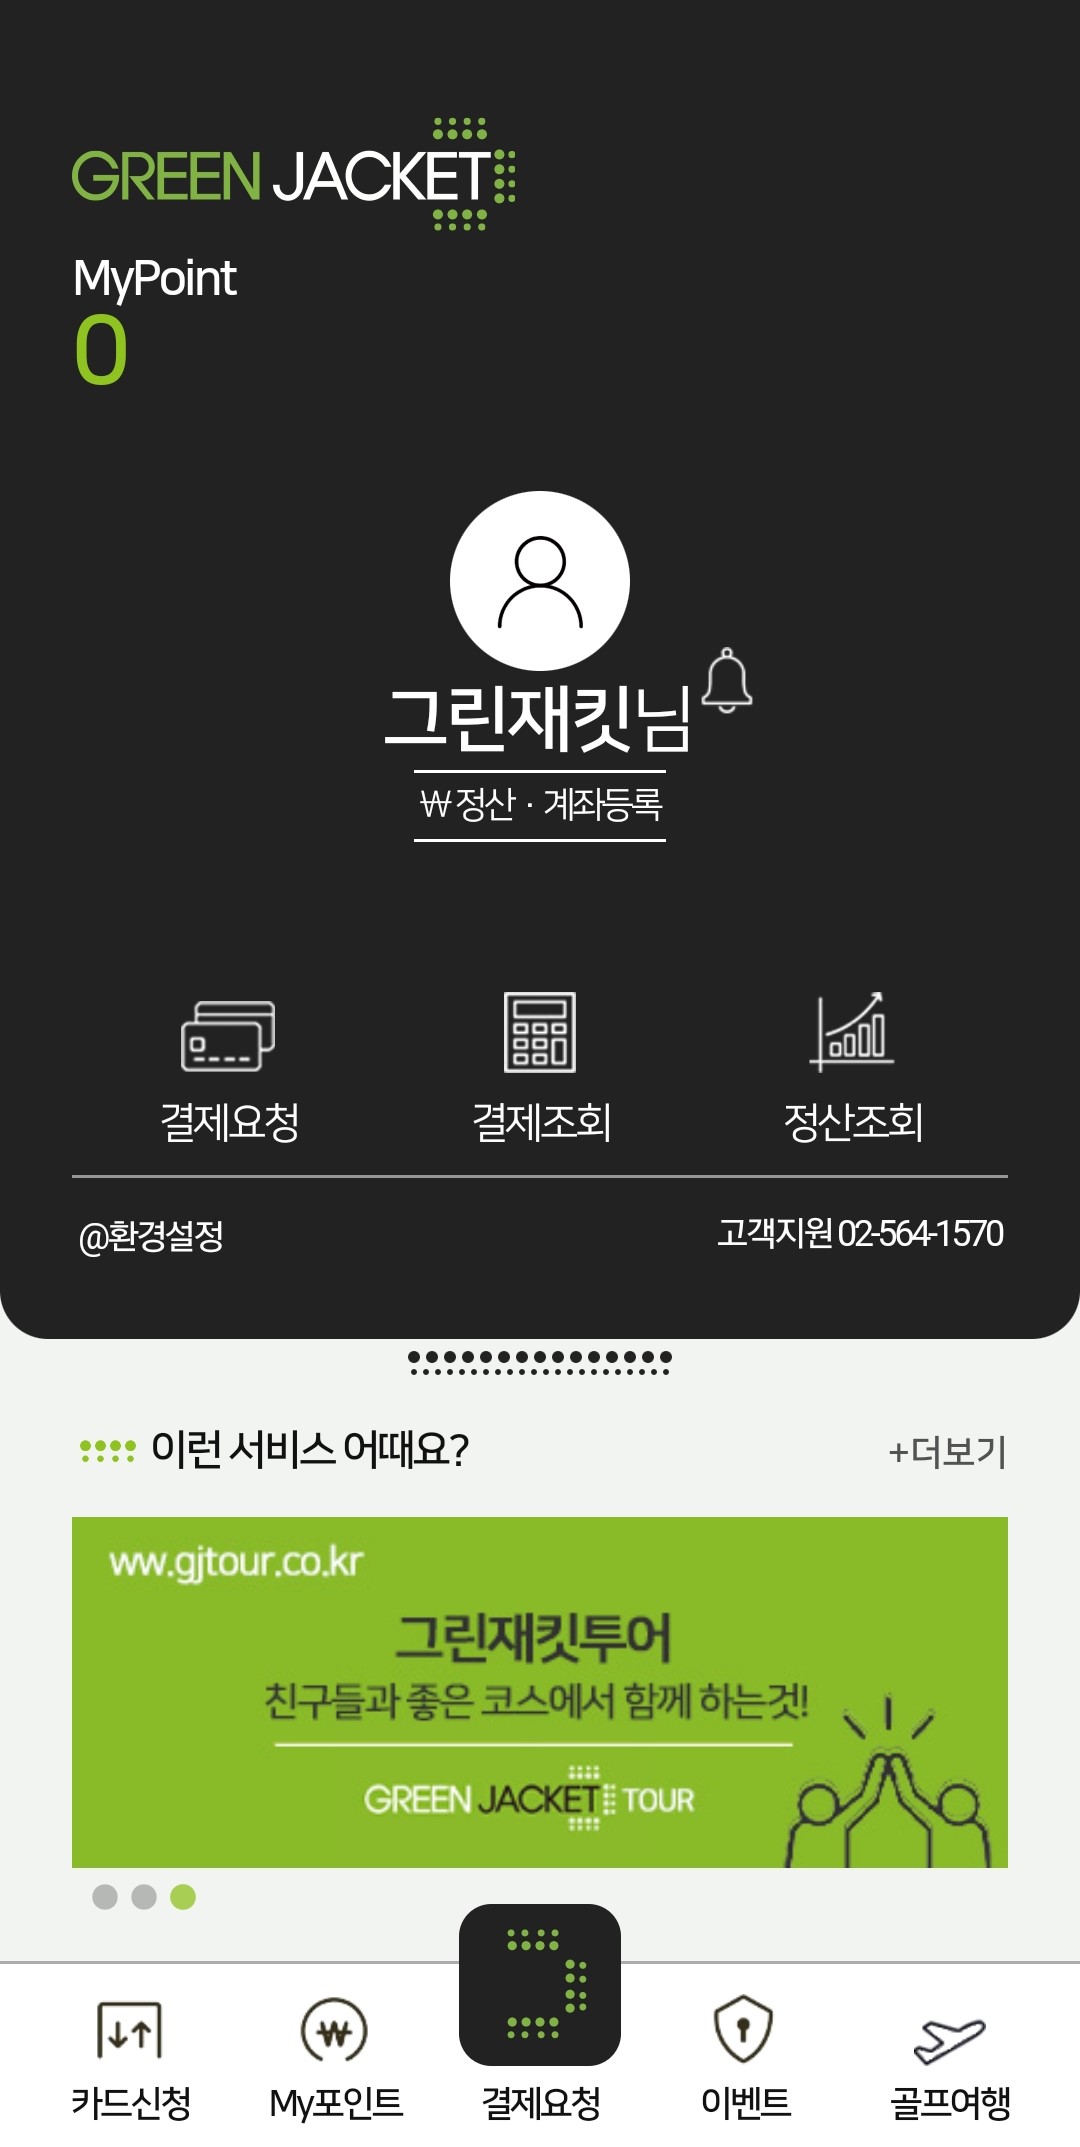 GREEN JACKET
MyPoint
0
그린재킷님
₩정산 · 계좌등록
결제요청 결제조회 정산조회
@환경설정 고객지원 02-564-1570
이런 서비스 어때요? +더보기
ww.gjtour.co.kr
그린재킷투어
친구들과 좋은 코스에서 함께 하는것!
GREEN JACKET TOUR
카드신청 My포인트 결제요청 이벤트 골프여행